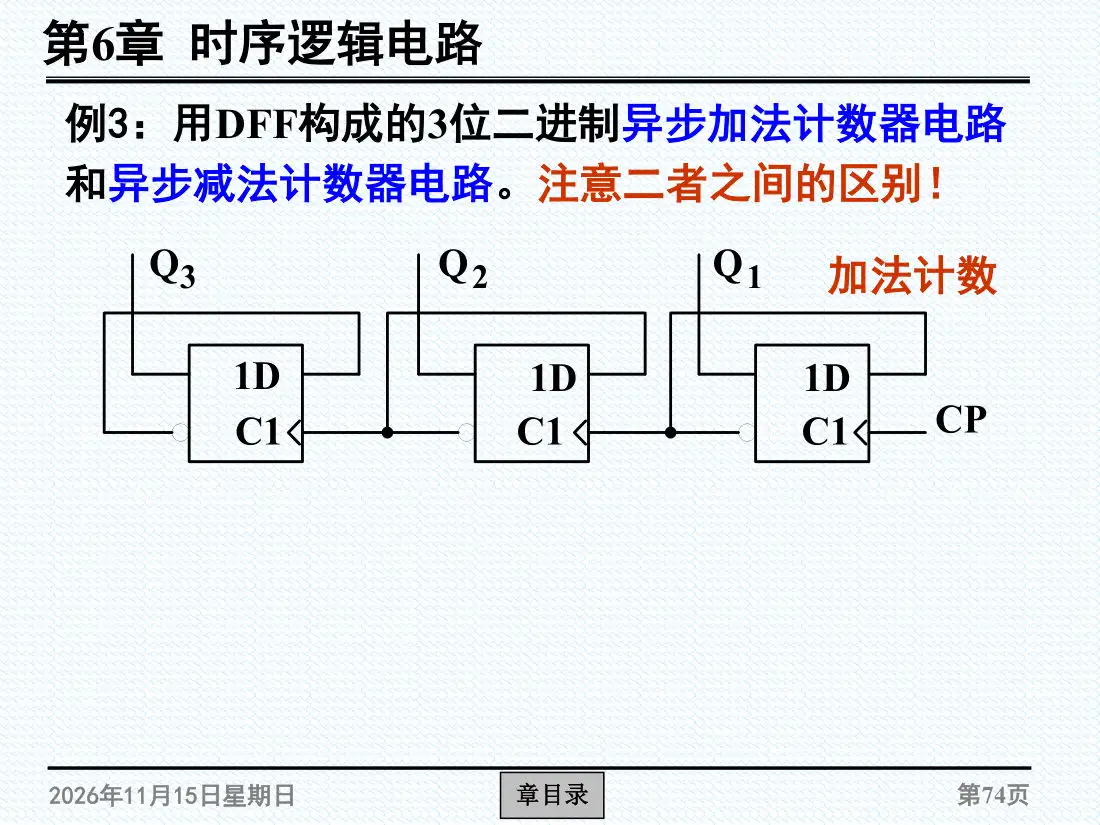 第6章 时序逻辑电路
例3：用DFF构成的3位二进制异步加法计数器电路
和异步减法计数器电路。注意二者之间的区别！
Q3 Q2 Q1 加法计数
1D 1D 1D
C1 C1 C1 CP
2026年11月15日星期日 章目录 第74页